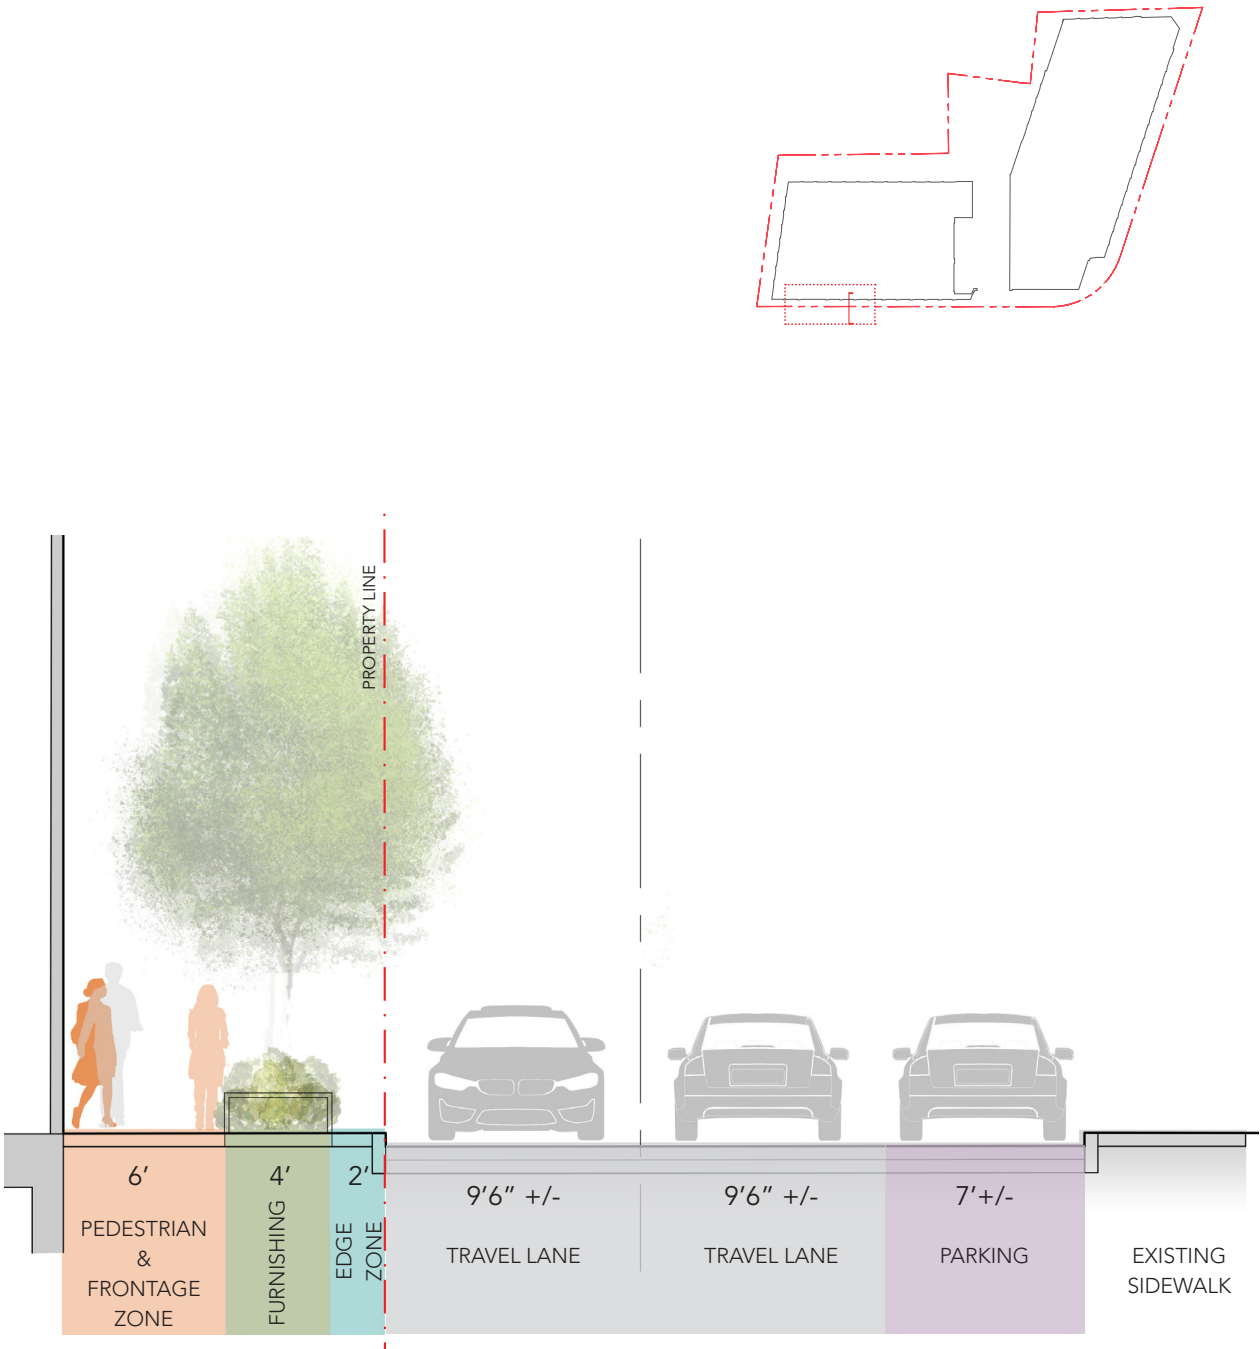 PROPERTY LINE
6’
PEDESTRIAN
&
FRONTAGE
ZONE
4’
FURNISHING
2’
EDGE
ZONE
9’6” +/-
TRAVEL LANE
9’6” +/-
TRAVEL LANE
7’+/-
PARKING
EXISTING
SIDEWALK